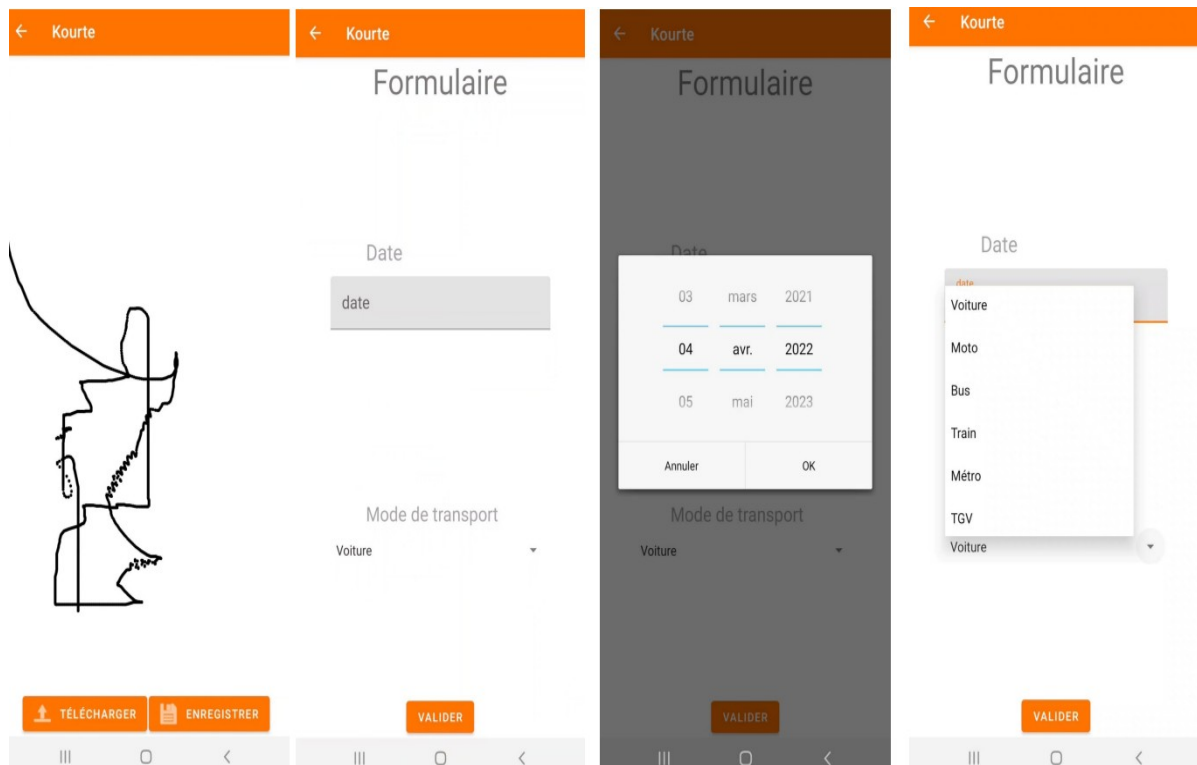 Kourte
TÉLÉCHARGER
ENREGISTRER
Kourte
Formulaire
Date
date
Mode de transport
Voiture
VALIDER
Kourte
Formulaire
Date
03 mars 2021
04 avr. 2022
05 mai 2023
Annuler OK
Mode de transport
Voiture
VALIDER
Kourte
Formulaire
Date
date
Voiture
Moto
Bus
Train
Métro
TGV
Voiture
VALIDER